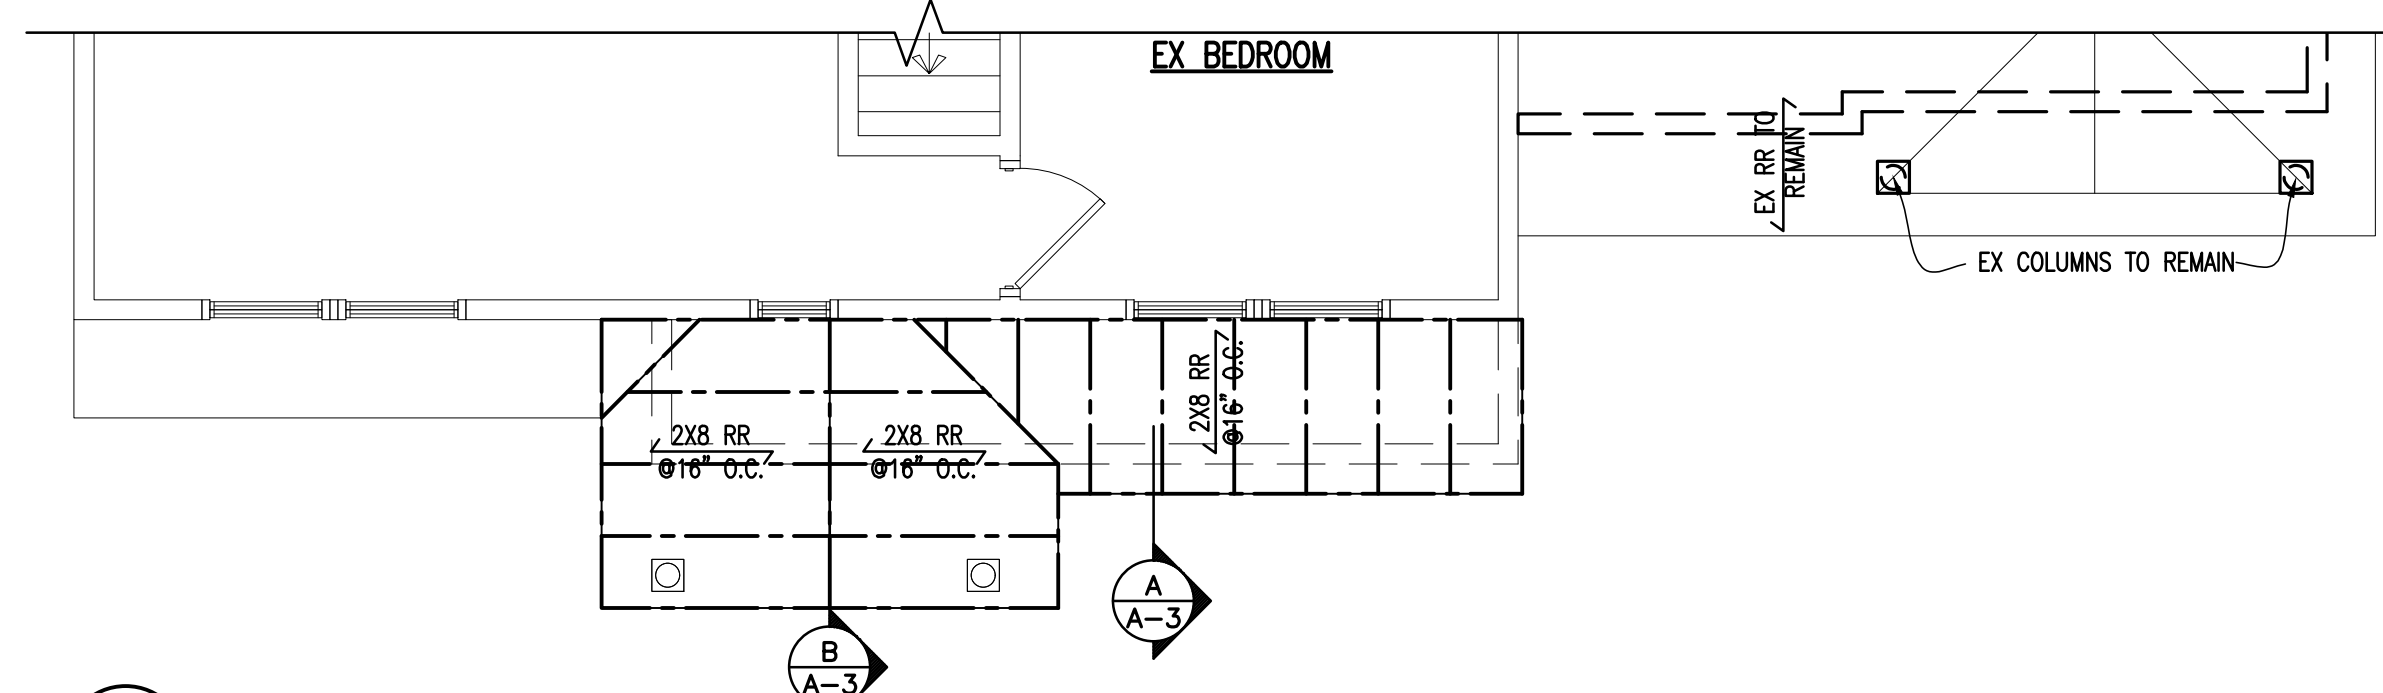 EX BEDROOM
EX RR TO
REMAIN
EX COLUMNS TO REMAIN
2X8 RR
@16" O.C.
2X8 RR
@16" O.C.
2X8 RR
@16" O.C.
A
A-3
B
A-3